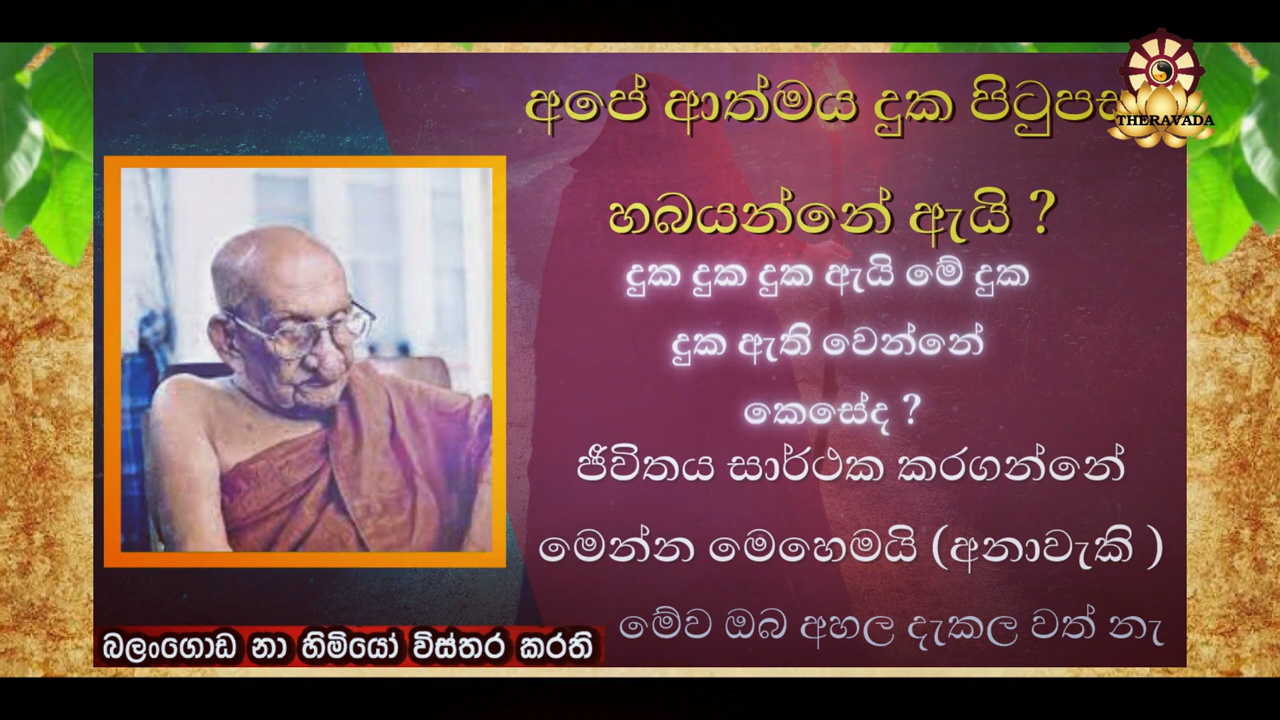 අපේ ආත්මය දුක පිටුපස
THERAVADA
හබයන්නේ ඇයි ?
දුක දුක දුක ඇයි මේ දුක
දුක ඇති වෙන්නේ
කෙසේද ?
ජීවිතය සාර්ථක කරගන්නේ
මෙන්න මෙහෙමයි (අනාවැකි )
මේව ඔබ අහල දැකල වත් නැ
බලංගොඩ නා හිමියෝ විස්තර කරති